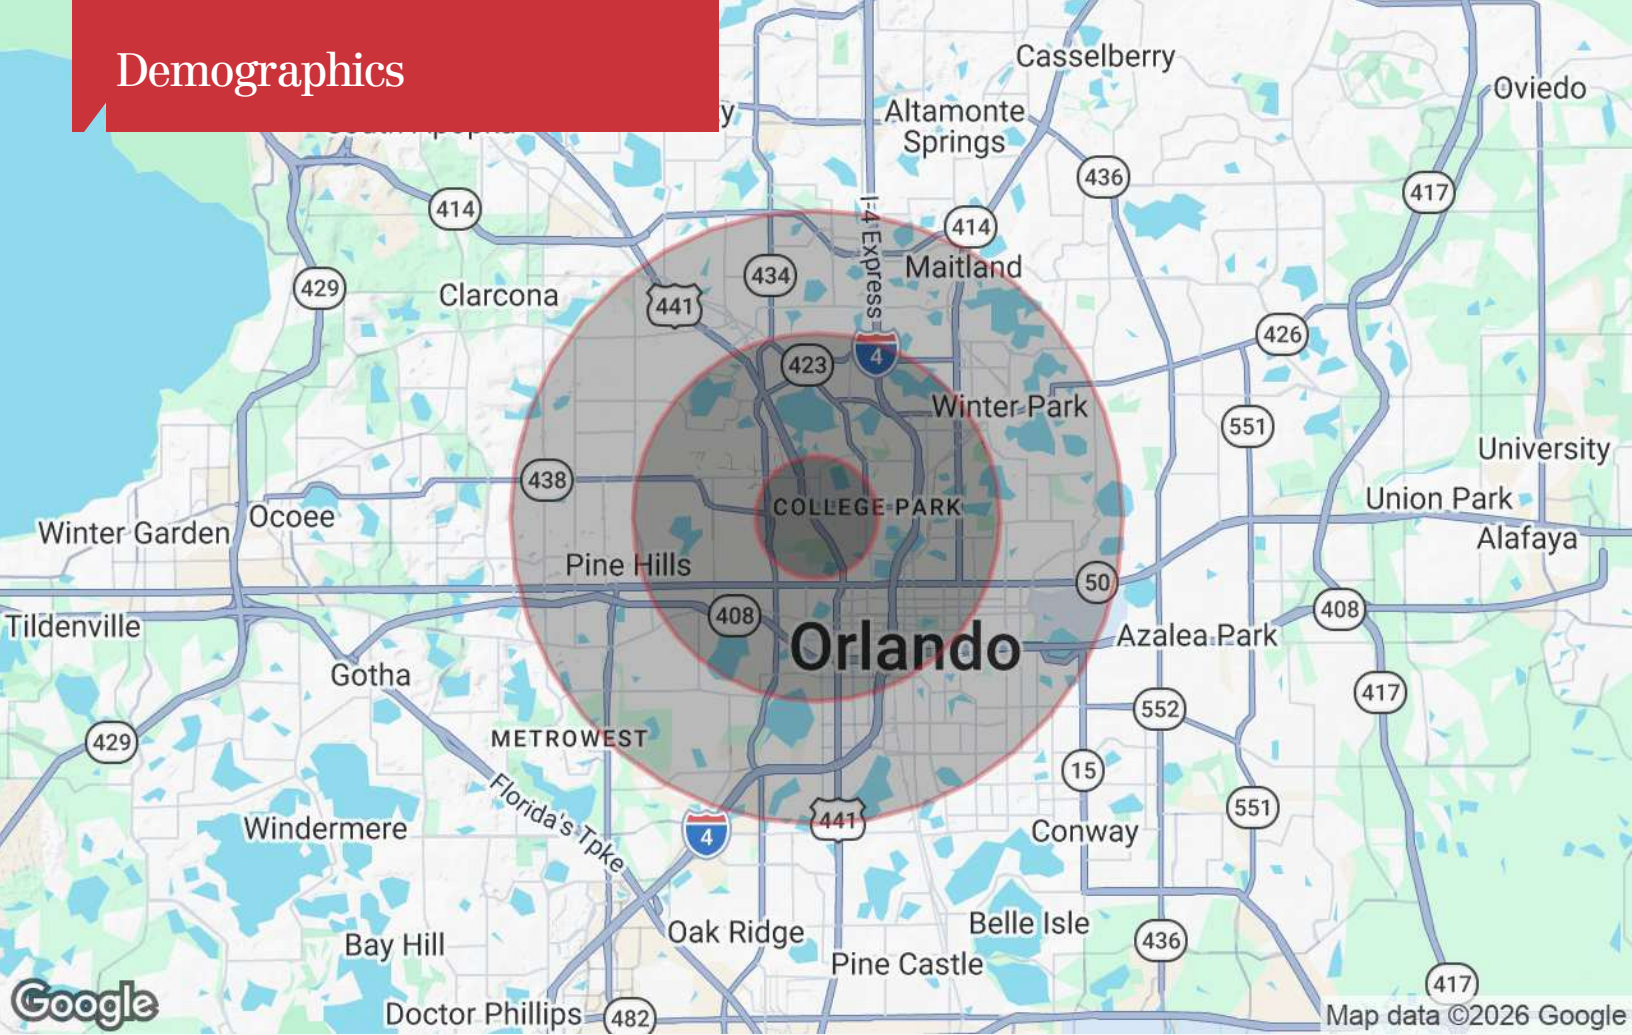 Demographics
Casselberry
Oviedo
Altamonte
Springs
436
417
414
I-4 Express
414
Maitland
434
429
Clarcona
441
426
423
4
Winter Park
551
University
438
COLLEGE PARK
Union Park
Ocoee
Winter Garden
Alafaya
Pine Hills
50
408
408
Tildenville
Orlando
Azalea Park
Gotha
417
552
METROWEST
429
15
Florida's Tpke
551
441
Windermere
4
Conway
Oak Ridge
Belle Isle
436
Bay Hill
Pine Castle
417
Google
Doctor Phillips
482
Map data ©2026 Google